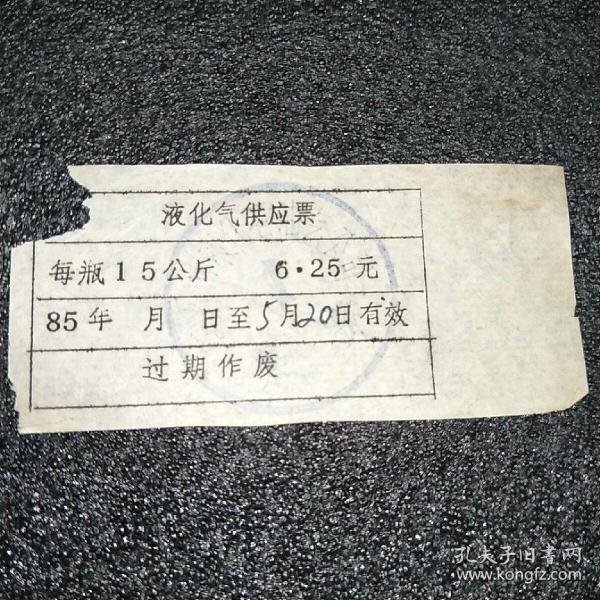 液化气供应票
每瓶15公斤 6·25元
85年 月 日至5月20日有效
过期作废
孔夫子旧书网
www.kongfz.com